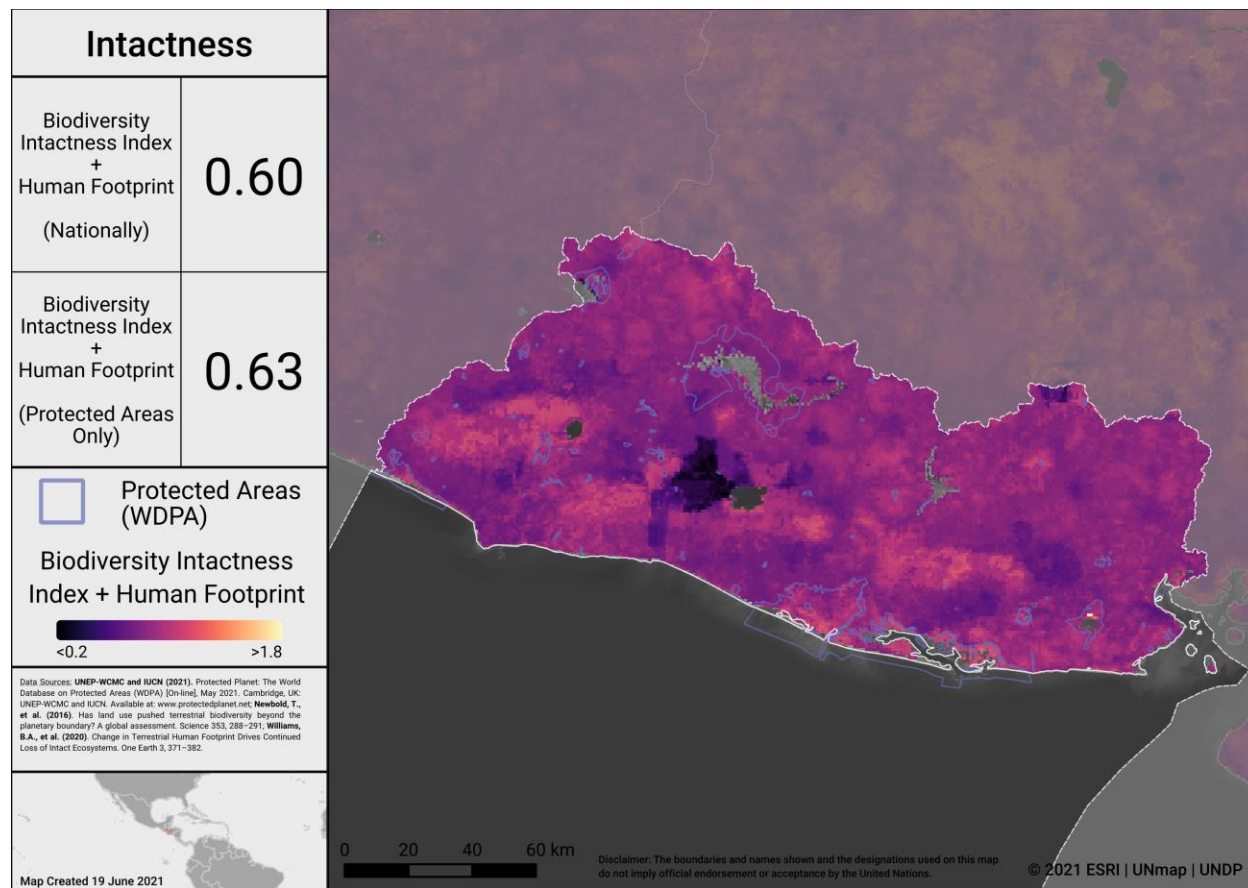 Intactness
Biodiversity
Intactness Index
+
Human Footprint
(Nationally)
0.60
Biodiversity
Intactness Index
+
Human Footprint
(Protected Areas
Only)
0.63
Protected Areas
(WDPA)
Biodiversity Intactness
Index + Human Footprint
<0.2
>1.8
Data Sources: UNEP-WCMC and IUCN (2021). Protected Planet: The World
Database on Protected Areas (WDPA) [On-line], May 2021. Cambridge, UK:
UNEP-WCMC and IUCN. Available at: www.protectedplanet.net; Newbold, T.,
et al. (2016). Has land use pushed terrestrial biodiversity beyond the
planetary boundary? A global assessment. Science 353, 288–291; Williams,
B.A., et al. (2020). Change in Terrestrial Human Footprint Drives Continued
Loss of Intact Ecosystems. One Earth 3, 371–382.
Map Created 19 June 2021
0 20 40 60 km
Disclaimer: The boundaries and names shown and the designations used on this map
do not imply official endorsement or acceptance by the United Nations.
© 2021 ESRI | UNmap | UNDP